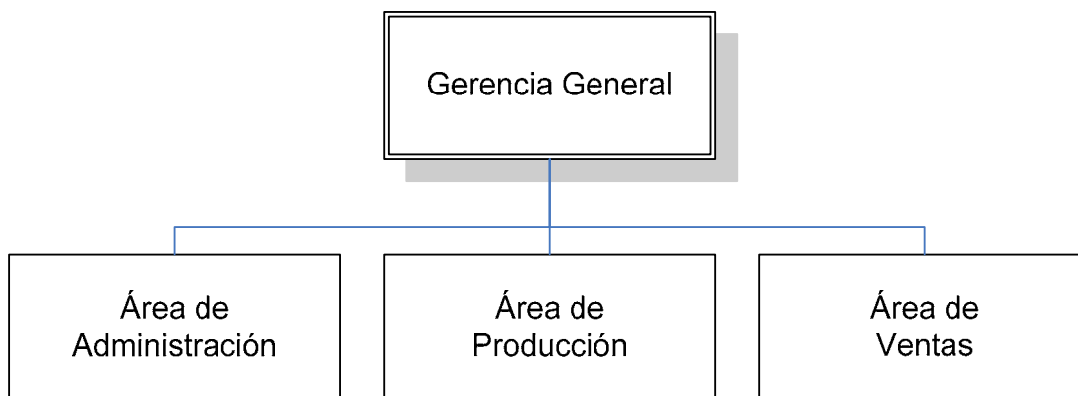 Gerencia General
Área de
Administración
Área de
Producción
Área de
Ventas